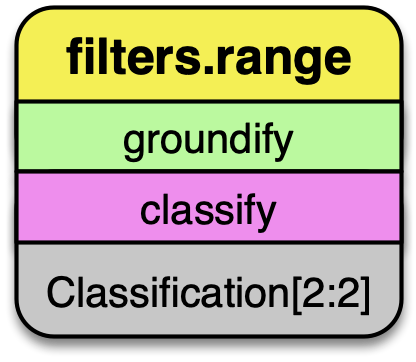 filters.range
groundify
classify
Classification[2:2]